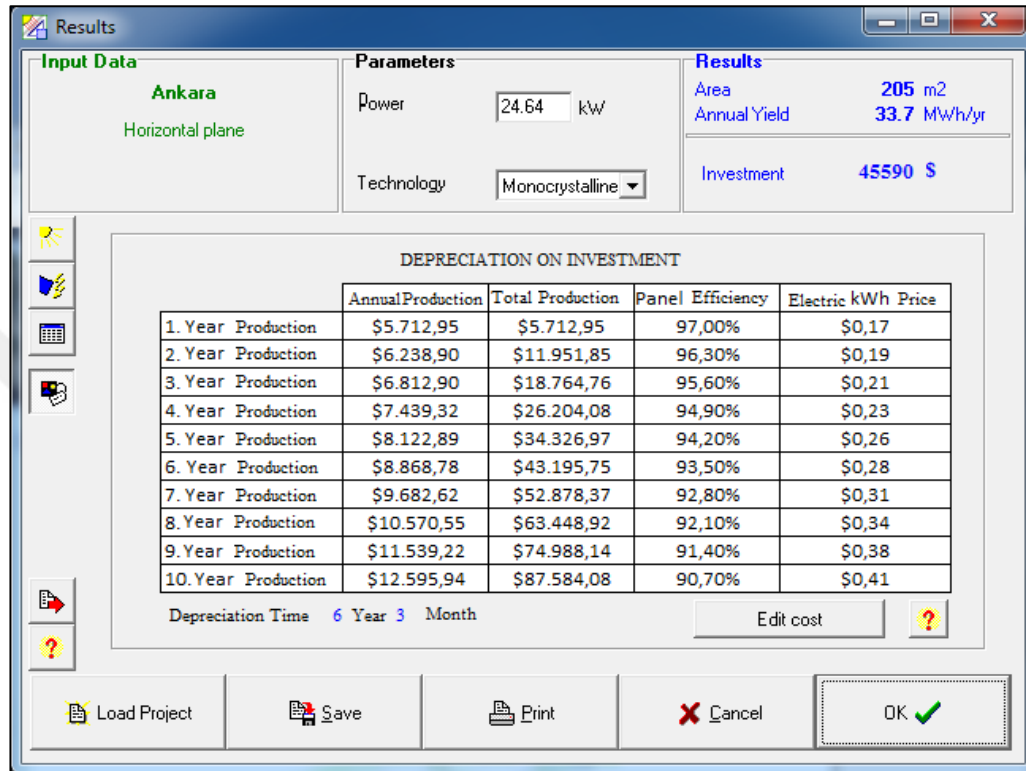 Results
Input Data
Ankara
Horizontal plane
Parameters
Power 24.64 kW
Technology Monocrystalline
Results
Area 205 m2
Annual Yield 33.7 MWh/yr
Investment 45590 $
DEPRECIATION ON INVESTMENT
Annual Production Total Production Panel Efficiency Electric kWh Price
1. Year Production $5.712,95 $5.712,95 97,00% $0,17
2. Year Production $6.238,90 $11.951,85 96,30% $0,19
3. Year Production $6.812,90 $18.764,76 95,60% $0,21
4. Year Production $7.439,32 $26.204,08 94,90% $0,23
5. Year Production $8.122,89 $34.326,97 94,20% $0,26
6. Year Production $8.868,78 $43.195,75 93,50% $0,28
7. Year Production $9.682,62 $52.878,37 92,80% $0,31
8. Year Production $10.570,55 $63.448,92 92,10% $0,34
9. Year Production $11.539,22 $74.988,14 91,40% $0,38
10. Year Production $12.595,94 $87.584,08 90,70% $0,41
Depreciation Time 6 Year 3 Month
Edit cost ?
?
Load Project Save Print Cancel OK